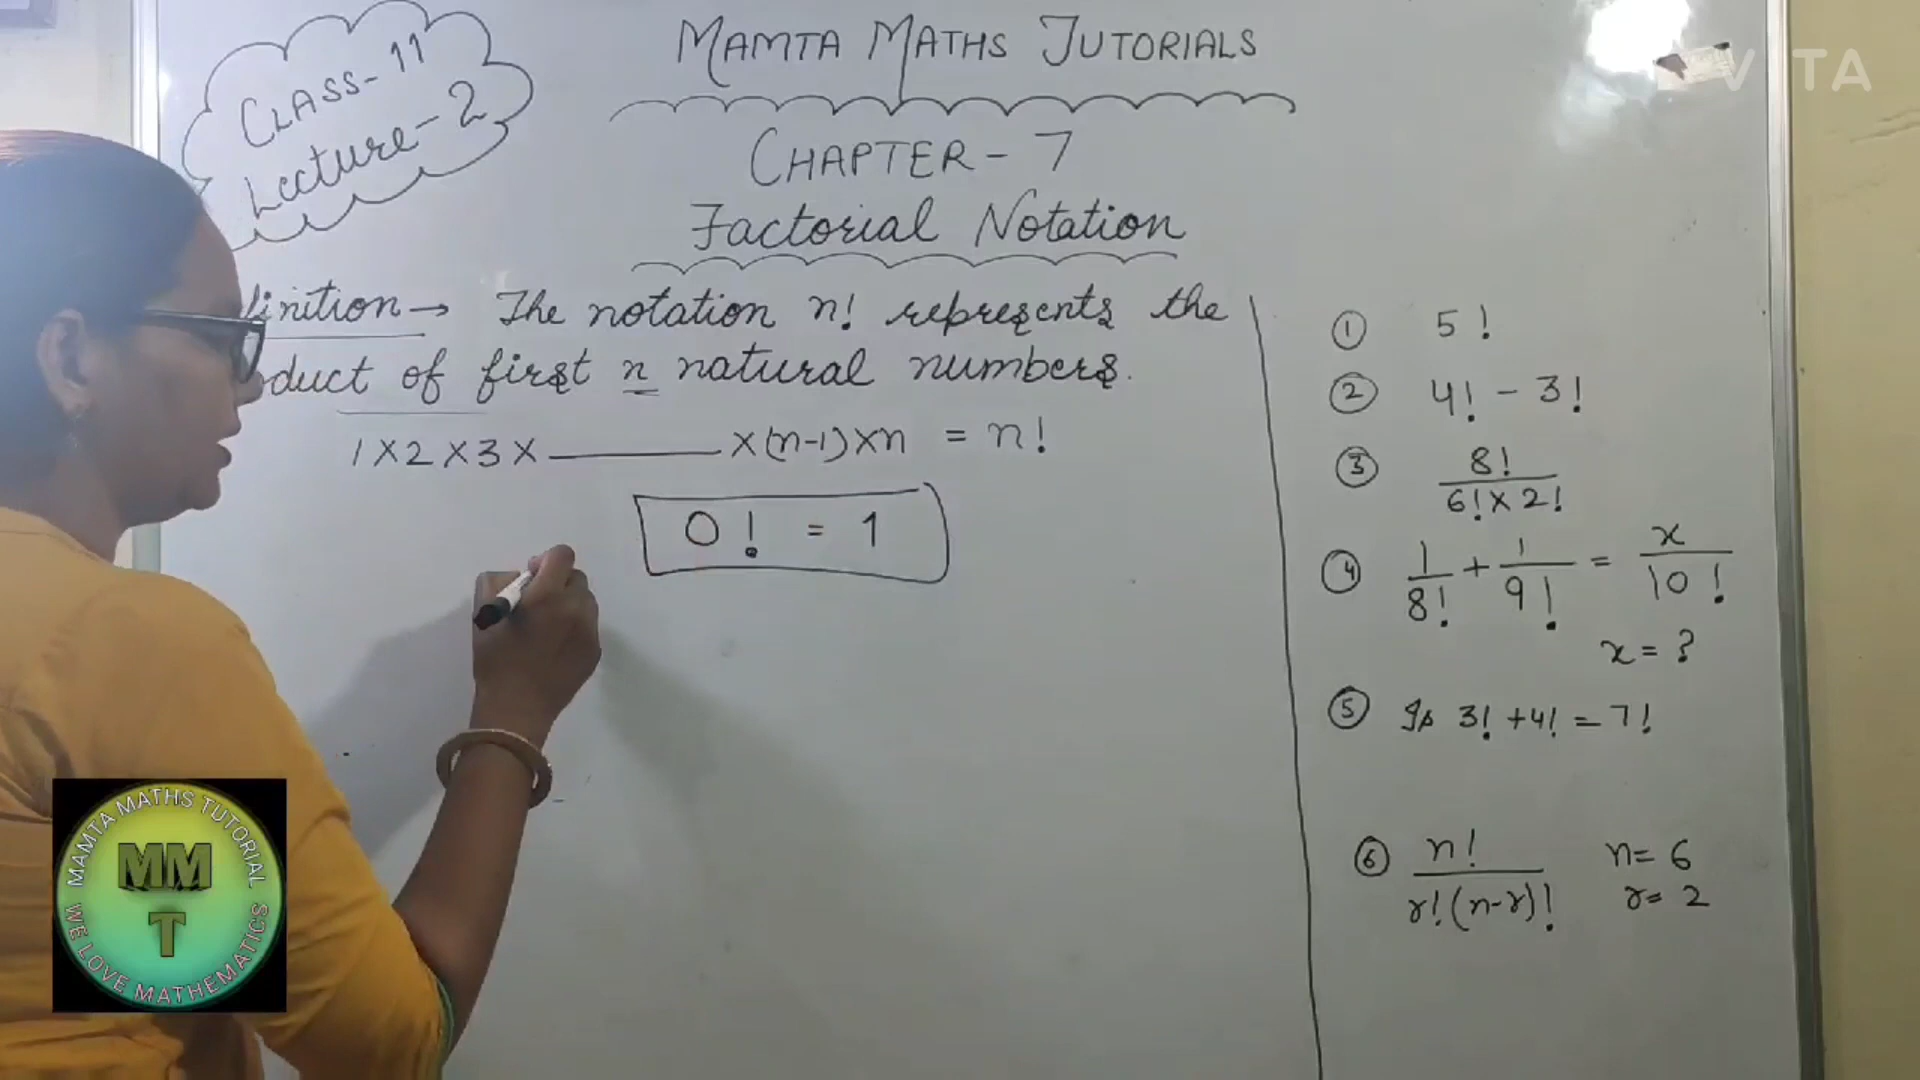 CLASS-11
Lecture-2
MAMTA MATHS TUTORIALS
CHAPTER-7
Factorial Notation
finition → The notation n! represents the
oduct of first n natural numbers.
1×2×3×______×(n-1)×n = n!
0! = 1
① 5!
② 4! - 3!
③ 8!
6!×2!
④ 1/8! + 1/9! = x/10!
x = ?
⑤ Is 3! + 4! = 7!
⑥ n!
r!(n-r)!
n= 6
r= 2
MAMTA MATHS TUTORIAL
MM
T
WE LOVE MATHEMATICS